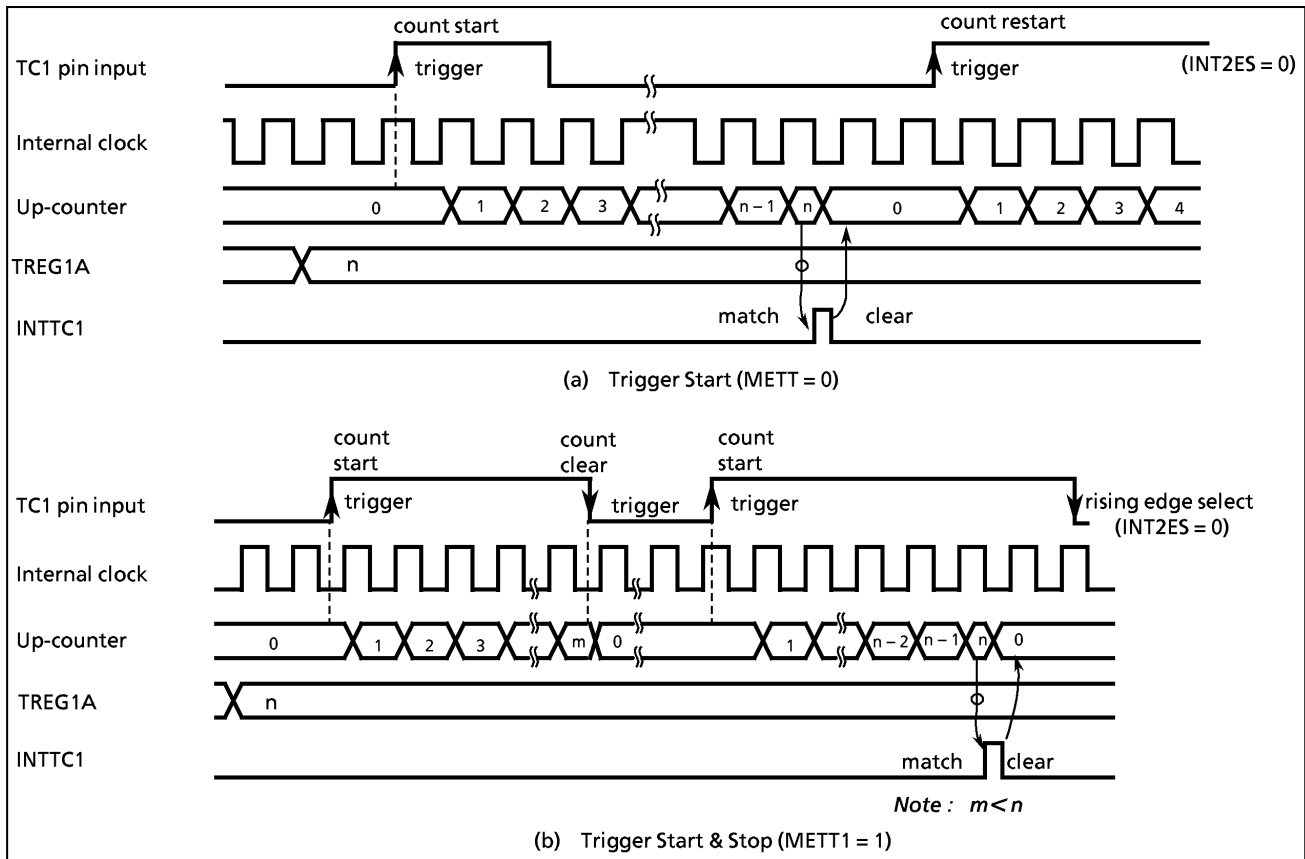 count start
count restart
TC1 pin input
trigger
trigger
(INT2ES = 0)
Internal clock
Up-counter
0 1 2 3 n – 1 n 0 1 2 3 4
TREG1A
n
INTTC1
match
clear
(a) Trigger Start (METT = 0)
count start
count clear
count start
TC1 pin input
trigger
trigger
trigger
rising edge select
(INT2ES = 0)
Internal clock
Up-counter
0 1 2 3 m 0 1 n – 2 n – 1 n 0
TREG1A
n
INTTC1
match
clear
Note : m < n
(b) Trigger Start & Stop (METT1 = 1)